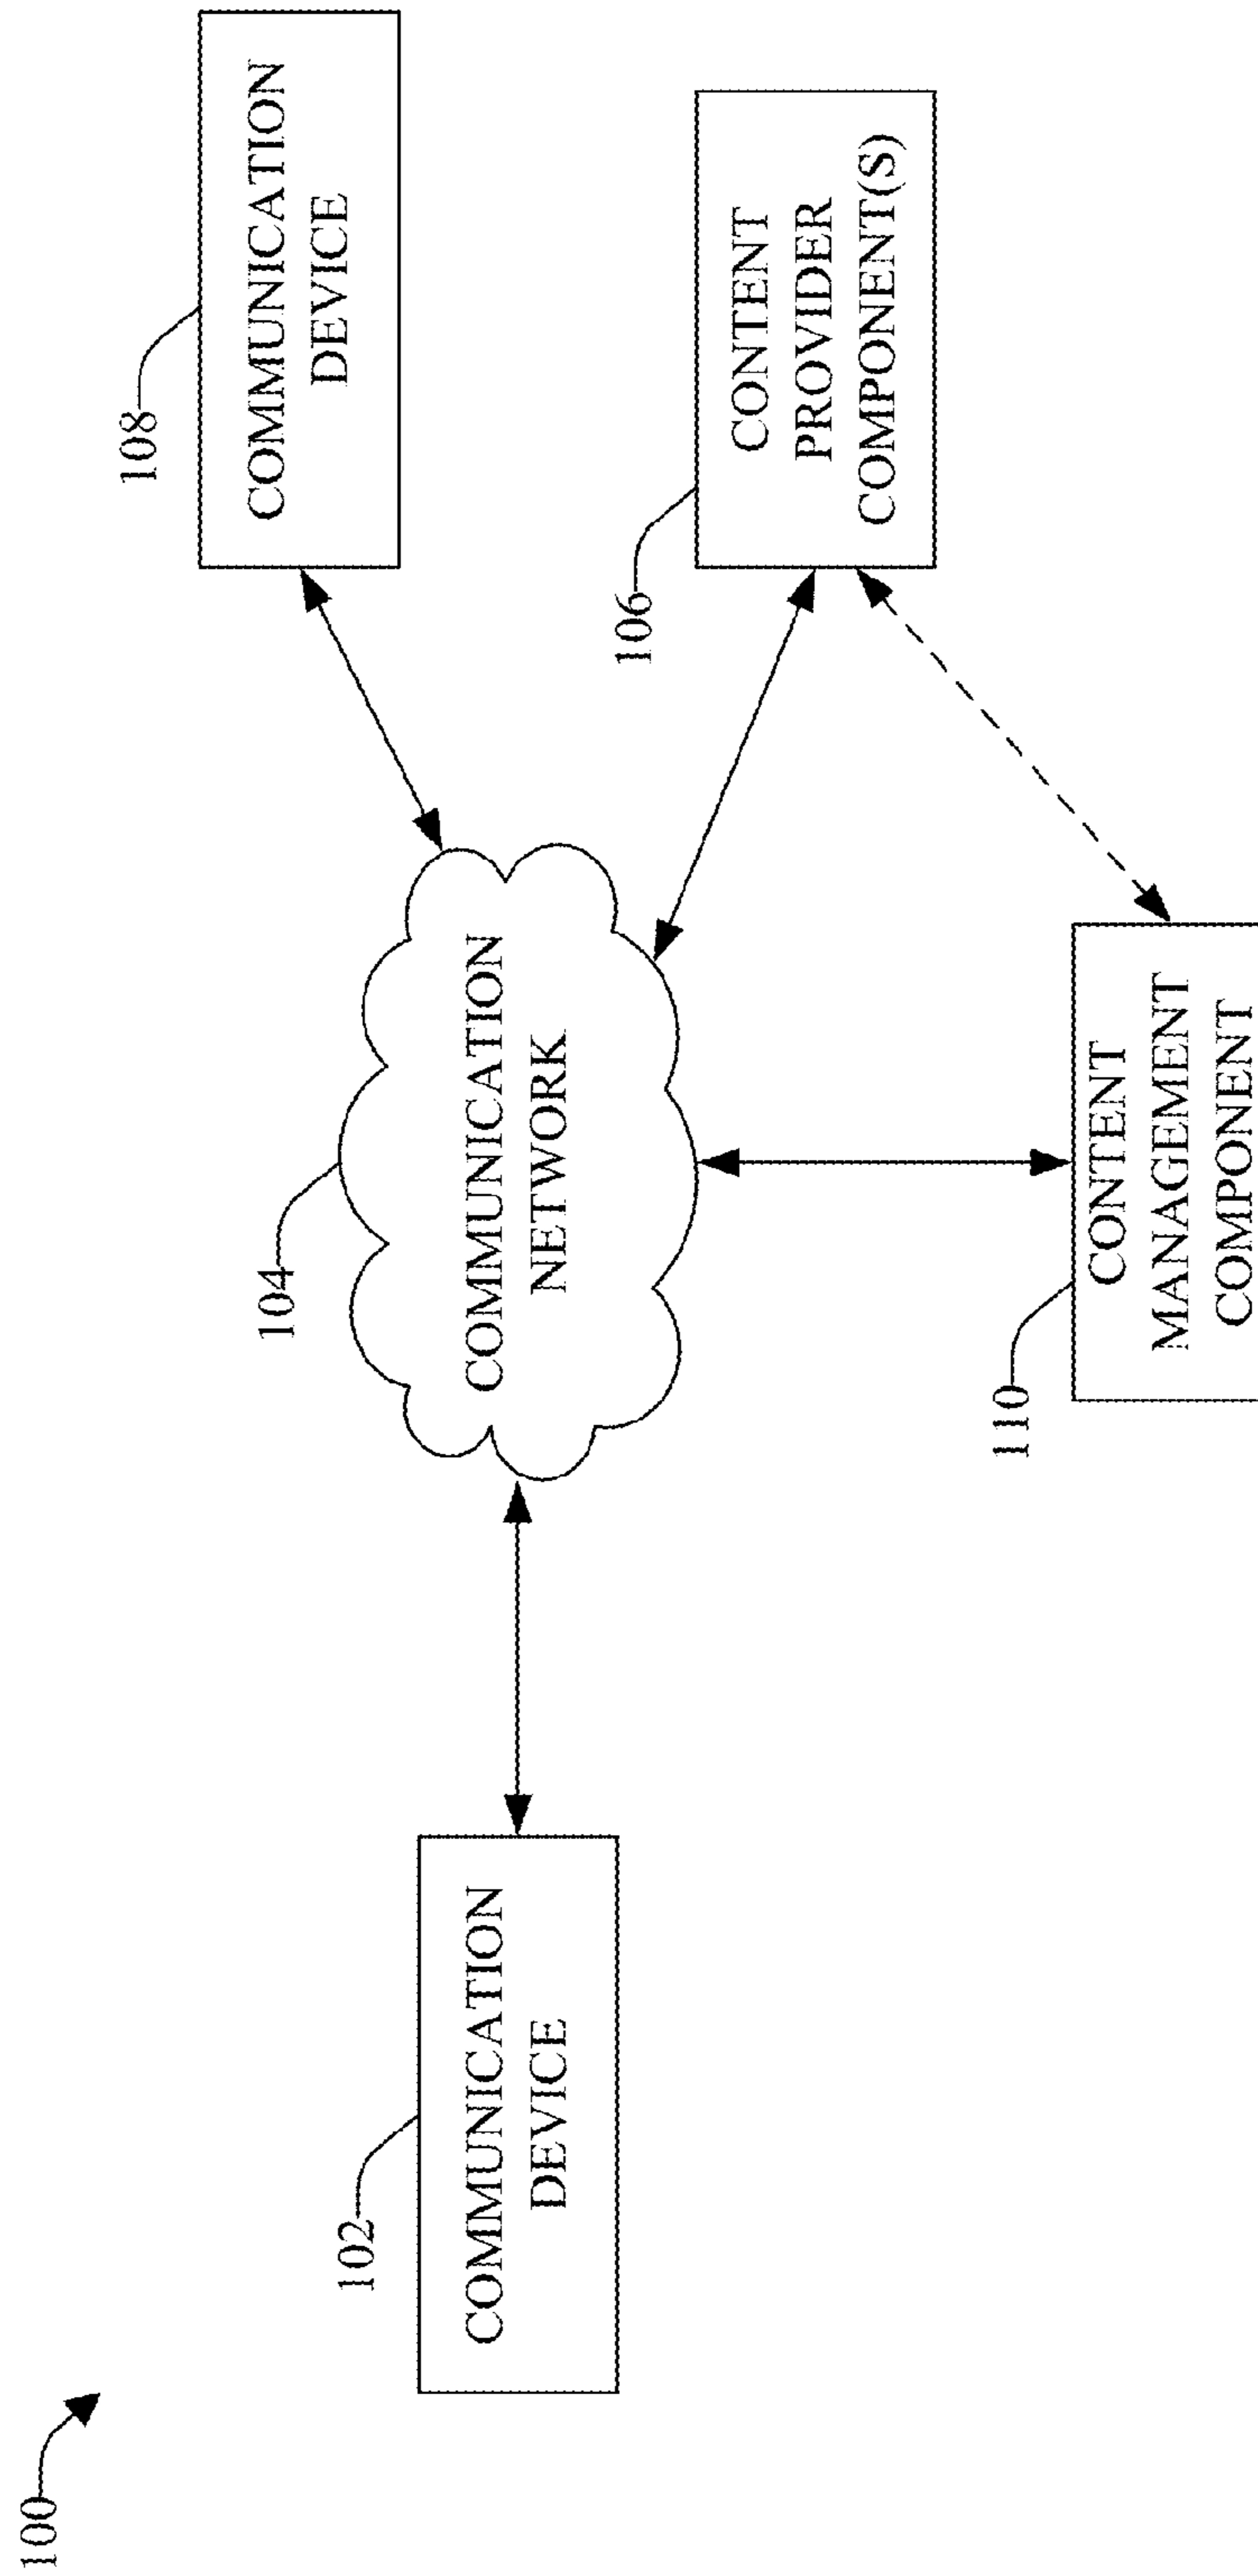 100
102
COMMUNICATION
DEVICE
104
COMMUNICATION
NETWORK
108
COMMUNICATION
DEVICE
106
CONTENT
PROVIDER
COMPONENT(S)
110
CONTENT
MANAGEMENT
COMPONENT